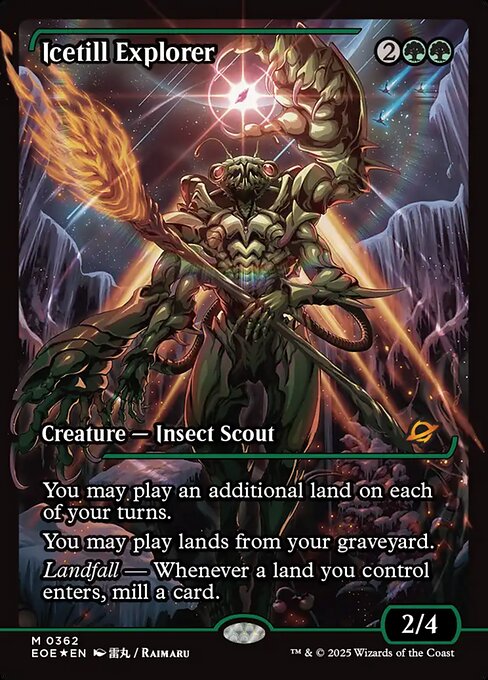 Icetill Explorer 2
Creature — Insect Scout
You may play an additional land on each
of your turns.
You may play lands from your graveyard.
Landfall — Whenever a land you control
enters, mill a card.
2/4
M 0362
EOE★EN 雷丸/Raimaru ™ & © 2025 Wizards of the Coast